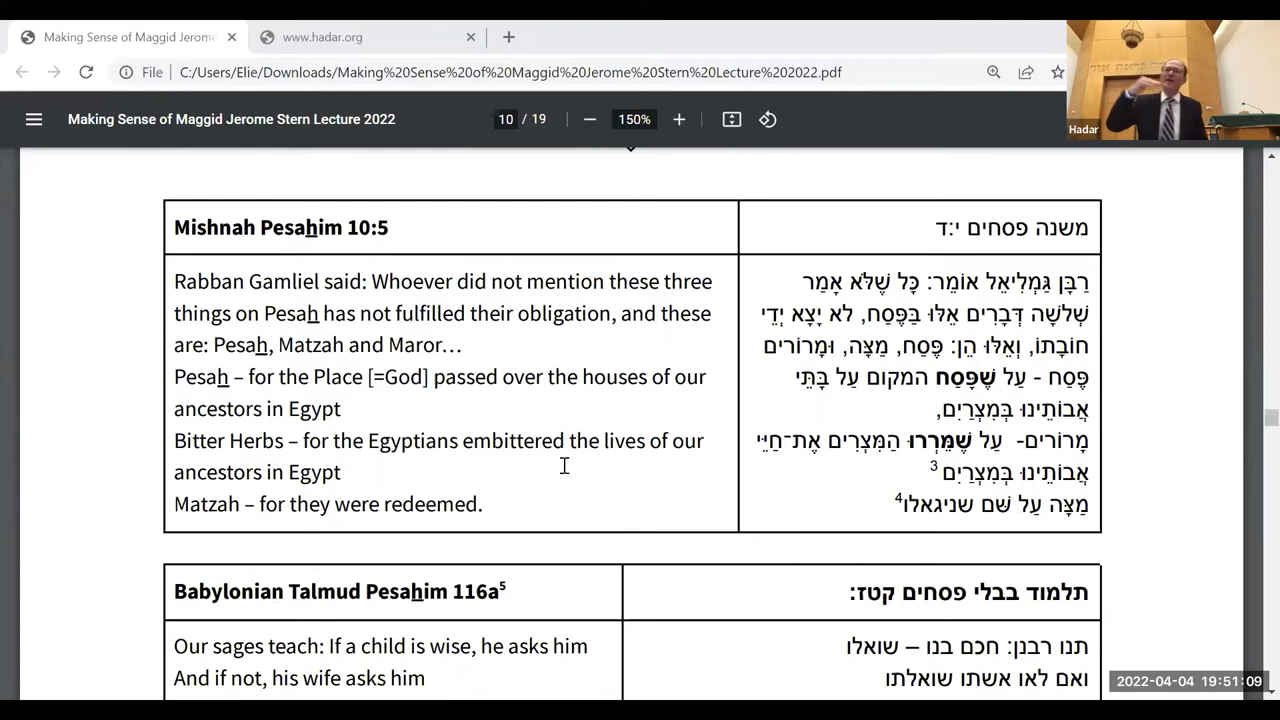 Making Sense of Maggid Jerome
www.hadar.org
File C:/Users/Elie/Downloads/Making%20Sense%20of%20Maggid%20Jerome%20Stern%20Lecture%202022.pdf
Making Sense of Maggid Jerome Stern Lecture 2022
10 / 19
150%
Hadar
Mishnah Pesahim 10:5
משנה פסחים י:ד
Rabban Gamliel said: Whoever did not mention these three
things on Pesah has not fulfilled their obligation, and these
are: Pesah, Matzah and Maror…
Pesah – for the Place [=God] passed over the houses of our
ancestors in Egypt
Bitter Herbs – for the Egyptians embittered the lives of our
ancestors in Egypt
Matzah – for they were redeemed.
רַבָּן גַּמְלִיאֵל אוֹמֵר: כָּל שֶׁלֹּא אָמַר
שְׁלשָׁה דְּבָרִים אֵלּוּ בַּפֶּסַח, לֹא יָצָא יְדֵי
חוֹבָתוֹ, וְאֵלּוּ הֵן: פֶּסַח, מַצָּה, וּמָרוֹרִים
פֶּסַח - עַל שֶׁפָּסַח המקום עַל בָּתֵּי
אֲבוֹתֵינוּ בְּמִצְרַיִם,
מָרוֹרִים- עַל שֶׁמֵּרְרוּ הַמִּצְרִים אֶת־חַיֵּי
אֲבוֹתֵינוּ בְּמִצְרַיִם 3
מַצָּה עַל שֵׁם שניגאלו 4
Babylonian Talmud Pesahim 116a5
תלמוד בבלי פסחים קטז:
Our sages teach: If a child is wise, he asks him
And if not, his wife asks him
תנו רבנן: חכם בנו – שואלו
ואם לאו אשתו שואלתו
2022-04-04 19:51:09